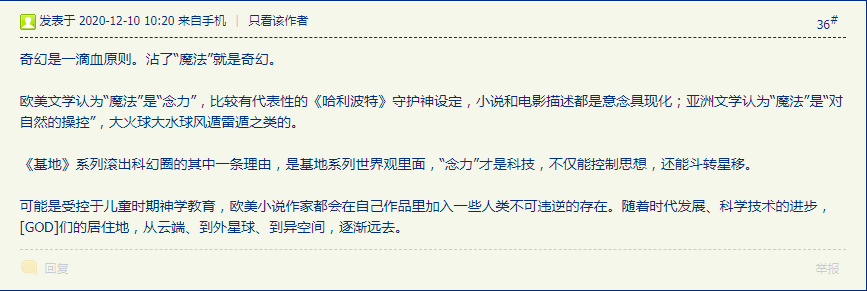 发表于 2020-12-10 10:20 来自手机 | 只看该作者
36#
奇幻是一滴血原则。沾了“魔法”就是奇幻。
欧美文学认为“魔法”是“念力”，比较有代表性的《哈利波特》守护神设定，小说和电影描述都是意念具现化；亚洲文学认为“魔法”是“对
自然的操控”，大火球大水球风遁雷遁之类的。
《基地》系列滚出科幻圈的其中一条理由，是基地系列世界观里面，“念力”才是科技，不仅能控制思想，还能斗转星移。
可能是受控于儿童时期神学教育，欧美小说作家都会在自己作品里加入一些人类不可违逆的存在。随着时代发展、科学技术的进步，
[GOD]们的居住地，从云端、到外星球、到异空间，逐渐远去。
回复
举报